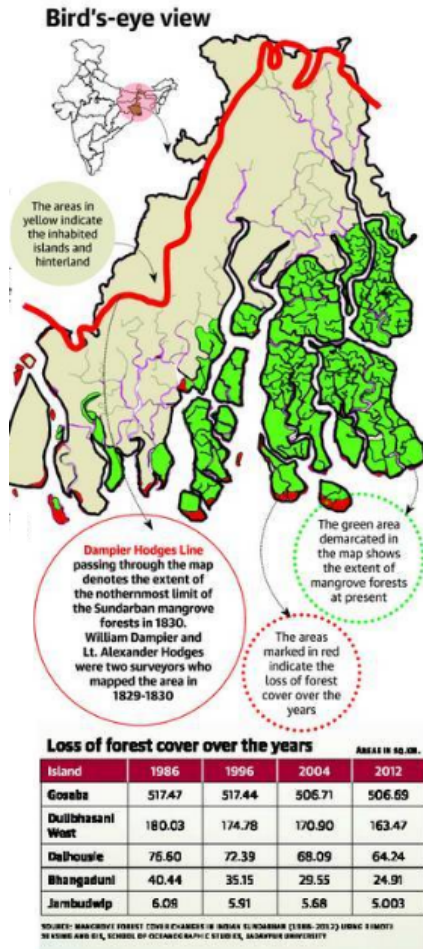 Bird's-eye view
The areas in
yellow indicate
the inhabited
islands and
hinterland
Dampier Hodges Line
passing through the map
denotes the extent of
the nothernmost limit of
the Sundarban mangrove
forests in 1830.
William Dampier and
Lt. Alexander Hodges
were two surveyors who
mapped the area in
1829-1830
The green area
demarcated in
the map shows
the extent of
mangrove forests
at present
The areas
marked in red
indicate the
loss of forest
cover over the
years
Loss of forest cover over the years AREAS IN SQ.KM.
Island 1986 1996 2004 2012
Gosaba 517.47 517.44 506.71 506.69
Dulibhasani
West 180.03 174.78 170.90 163.47
Dalhousie 76.60 72.39 68.09 64.24
Bhangaduni 40.44 35.15 29.55 24.91
Jambudwip 6.09 5.91 5.68 5.003
SOURCE: MANGROVE FOREST COVER CHANGES IN INDIAN SUNDARBAN (1986-2012) USING REMOTE
SENSING AND GIS, SCHOOL OF OCEANOGRAPHIC STUDIES, JADAVPUR UNIVERSITY